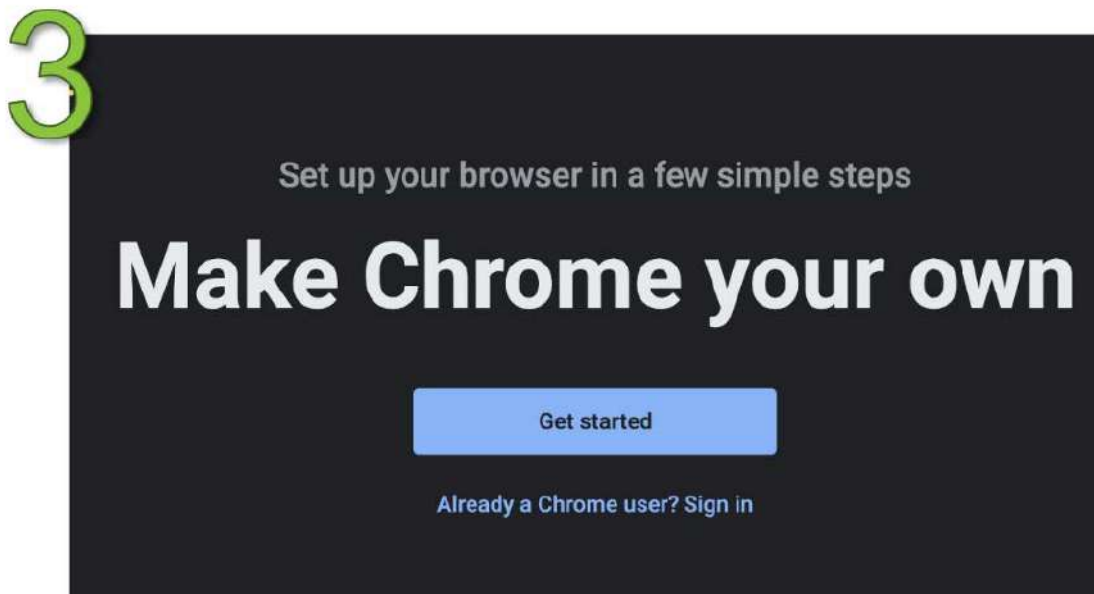 3
Set up your browser in a few simple steps
Make Chrome your own
Get started
Already a Chrome user? Sign in